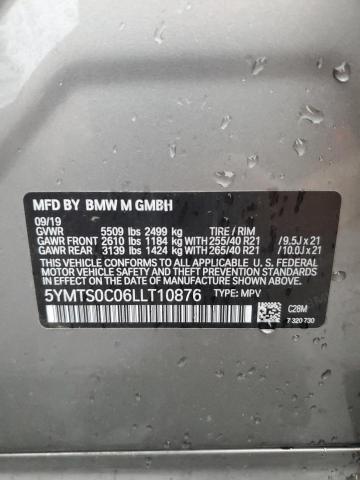 MFD BY BMW M GMBH
09/19
GVWR 5509 lbs 2499 kg TIRE / RIM
GAWR FRONT 2610 lbs 1184 kg WITH 255/40 R21 /9.5J x 21
GAWR REAR 3139 lbs 1424 kg WITH 265/40 R21 /10.0J x 21
THIS VEHICLE CONFORMS TO ALL APPLICABLE U.S. FEDERAL
MOTOR VEHICLE SAFETY STANDARDS IN EFFECT ON THE
DATE OF MANUFACTURE SHOWN ABOVE.
5YMTS0C06LLT10876 TYPE: MPV
C28M
7 320 730